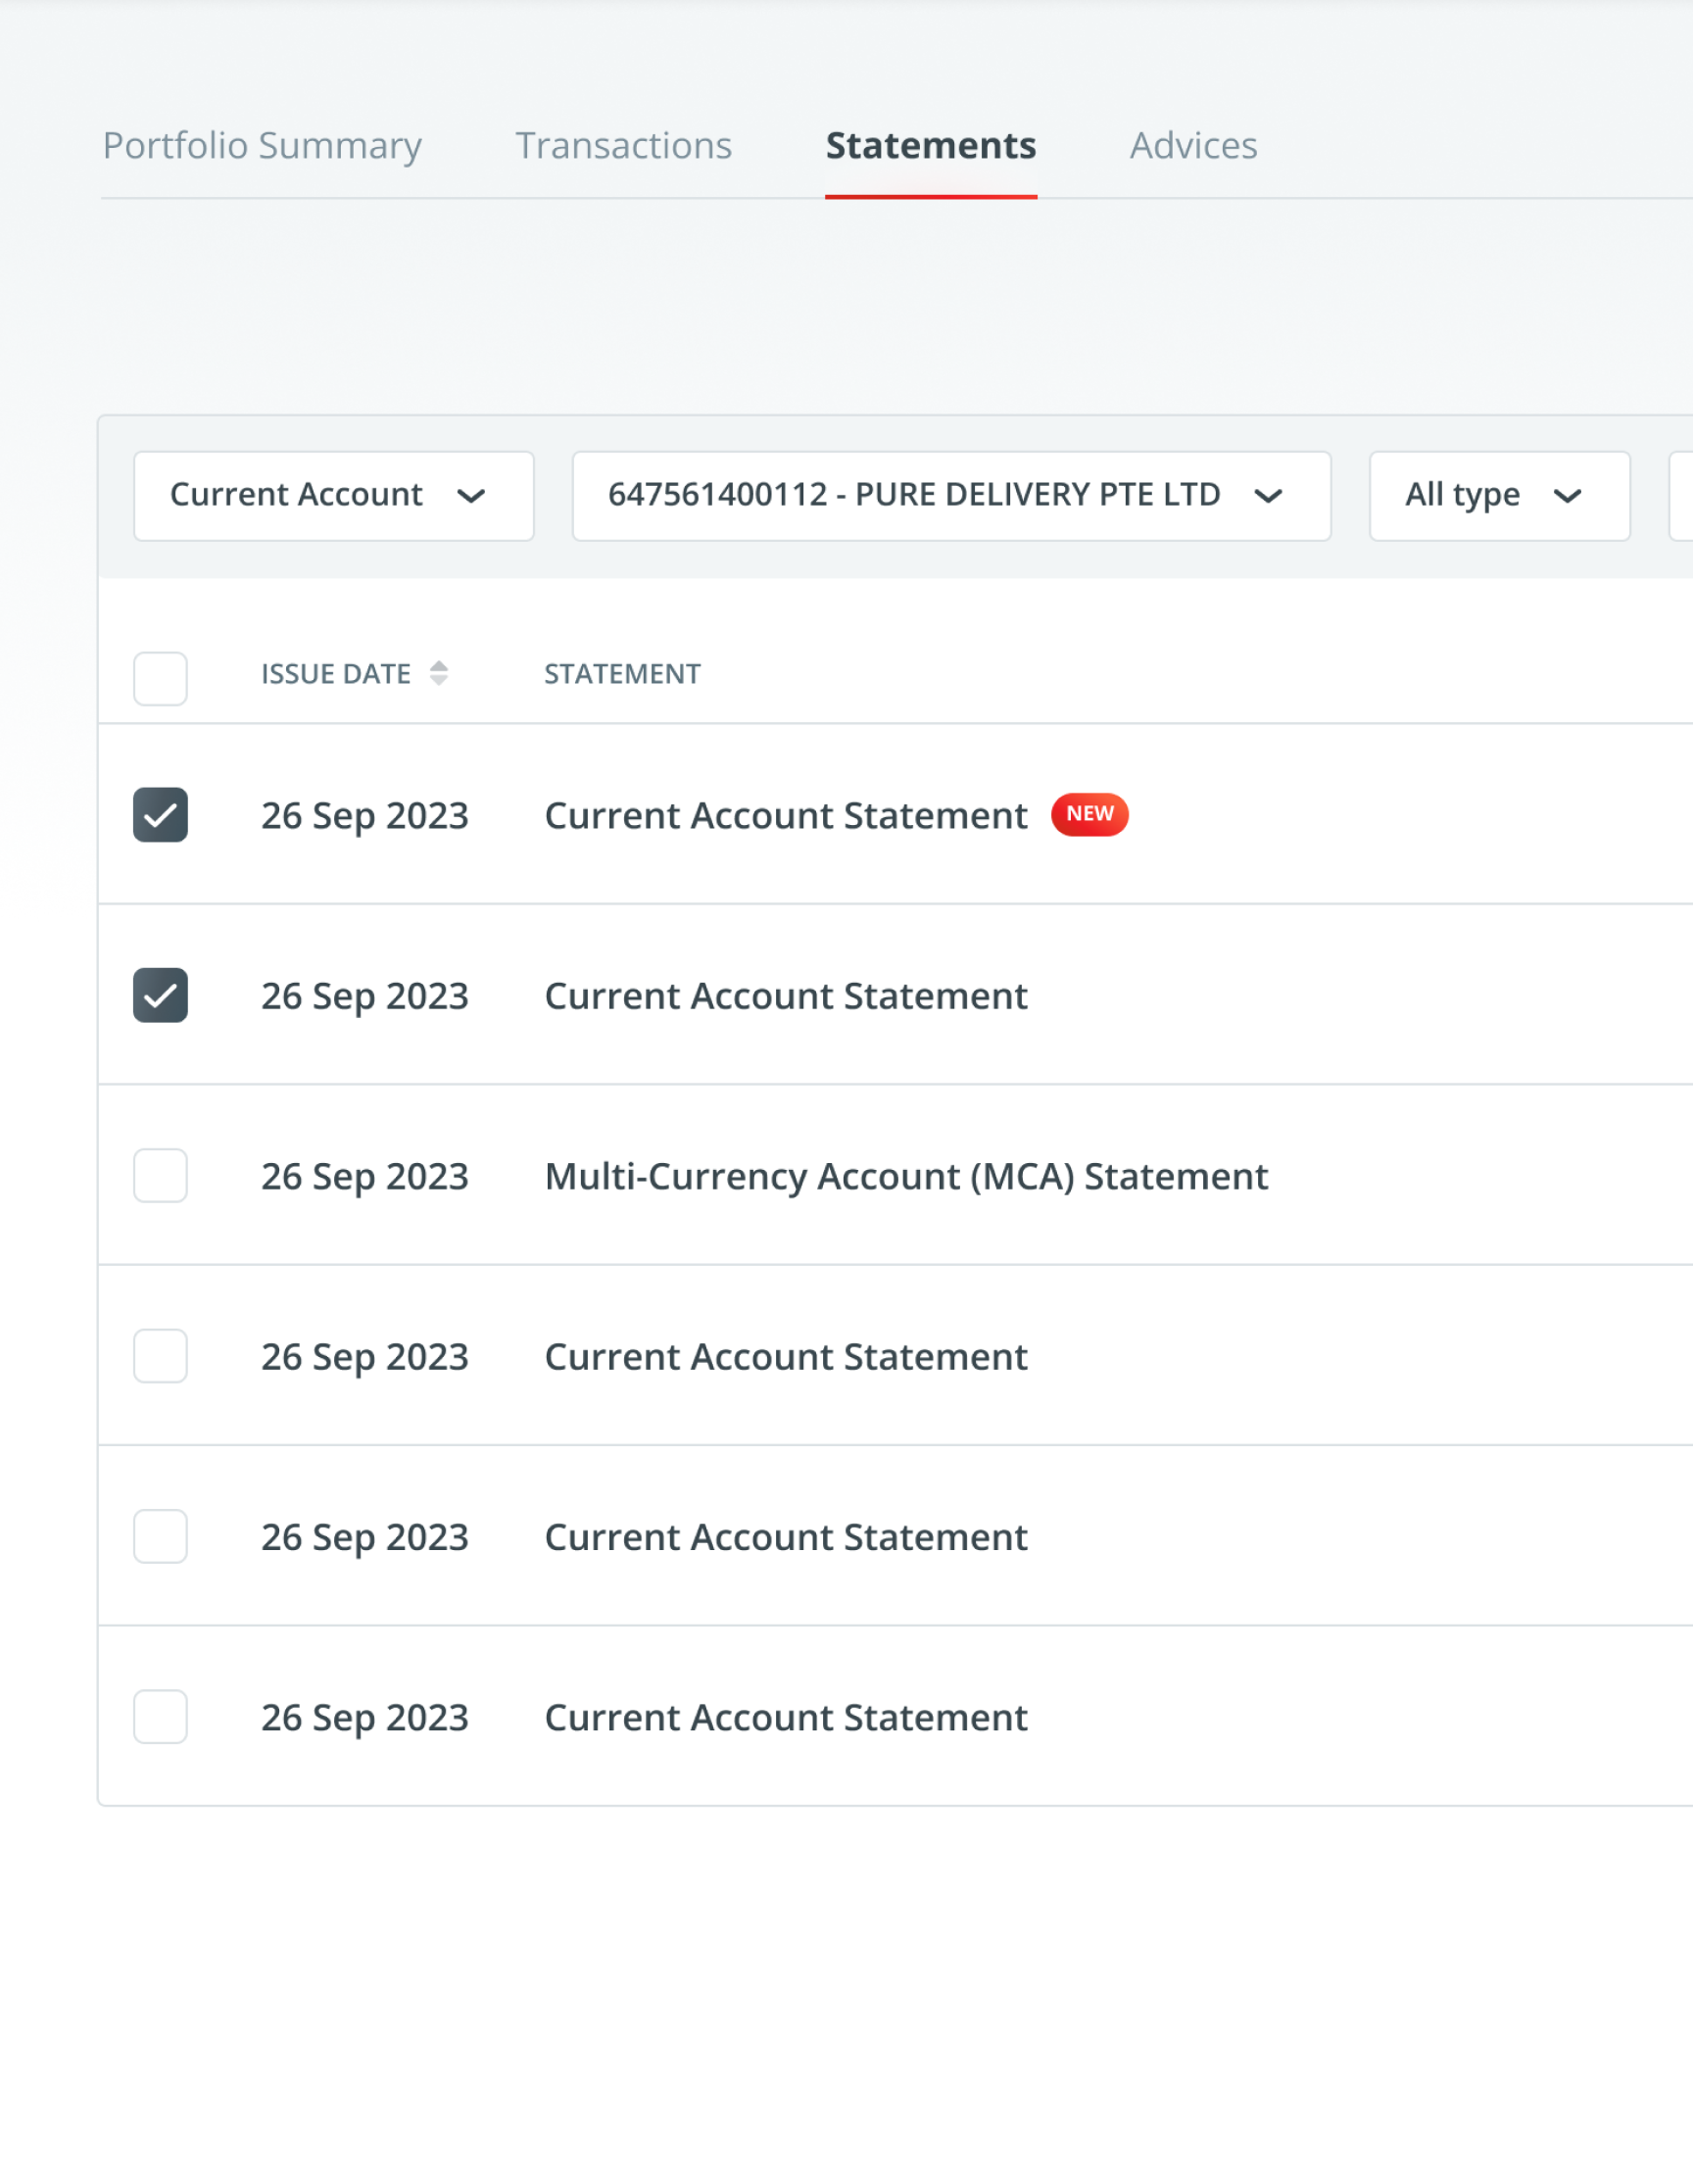 Portfolio Summary Transactions Statements Advices
Current Account 647561400112 - PURE DELIVERY PTE LTD All type
ISSUE DATE STATEMENT
26 Sep 2023 Current Account Statement NEW
26 Sep 2023 Current Account Statement
26 Sep 2023 Multi-Currency Account (MCA) Statement
26 Sep 2023 Current Account Statement
26 Sep 2023 Current Account Statement
26 Sep 2023 Current Account Statement